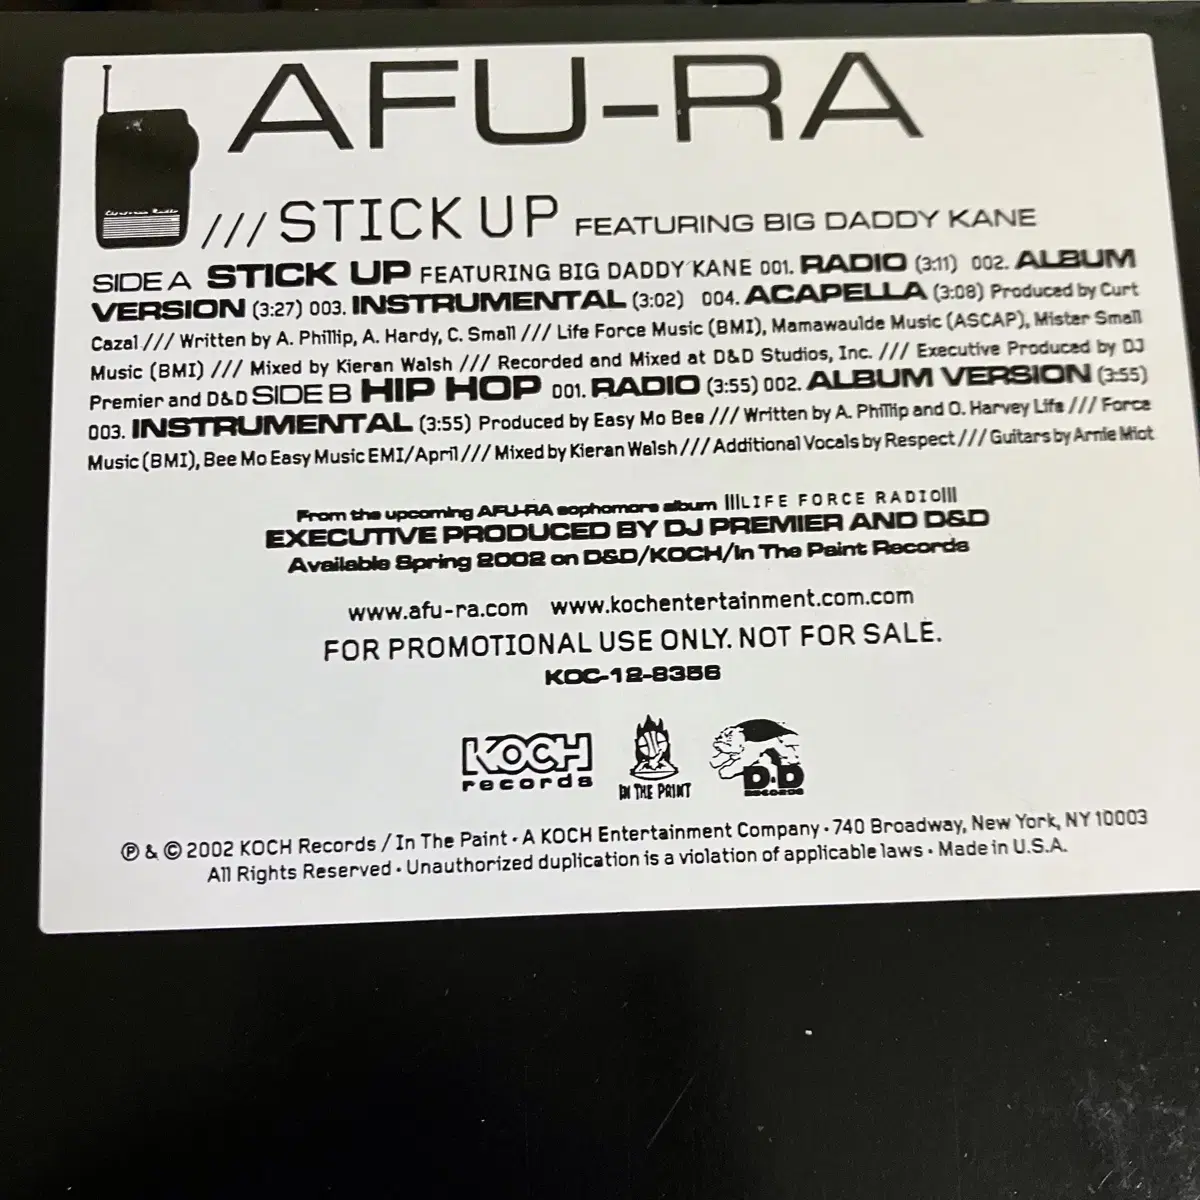 AFU-RA
/// STICK UP FEATURING BIG DADDY KANE
SIDE A STICK UP FEATURING BIG DADDY KANE 001. RADIO (3:11) 002. ALBUM
VERSION (3:27) 003. INSTRUMENTAL (3:02) 004. ACAPELLA (3:08) Produced by Curt
Cazal /// Written by A. Phillip, A. Hardy, C. Small /// Life Force Music (BMI), Mamawaulde Music (ASCAP), Mister Small
Music (BMI) /// Mixed by Kieran Walsh /// Recorded and Mixed at D&D Studios, Inc. /// Executive Produced by DJ
Premier and D&D SIDE B HIP HOP 001. RADIO (3:55) 002. ALBUM VERSION (3:55)
003. INSTRUMENTAL (3:55) Produced by Easy Mo Bee /// Written by A. Phillip and O. Harvey Life /// Force
Music (BMI), Bee Mo Easy Music EMI/April /// Mixed by Kieran Walsh /// Additional Vocals by Respect /// Guitars by Arnie Miot
From the upcoming AFU-RA sophomore album |||LIFE FORCE RADIO|||
EXECUTIVE PRODUCED BY DJ PREMIER AND D&D
Available Spring 2002 on D&D/KOCH/In The Paint Records
www.afu-ra.com www.kochentertainment.com.com
FOR PROMOTIONAL USE ONLY. NOT FOR SALE.
KOC-12-8356
KOCH records IN THE PAINT D&D RECORDS
℗ & © 2002 KOCH Records / In The Paint • A KOCH Entertainment Company • 740 Broadway, New York, NY 10003
All Rights Reserved • Unauthorized duplication is a violation of applicable laws • Made in U.S.A.